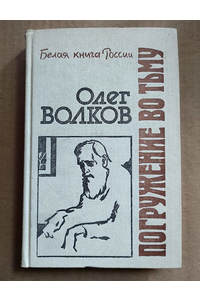 Белая книга России
Олег
ВОЛКОВ
ПОГРУЖЕНИЕ ВО ТЬМУ